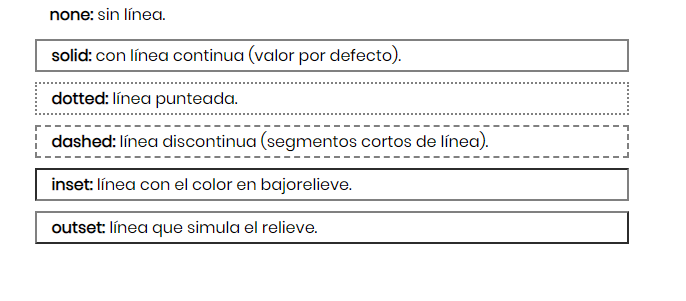 none: sin línea.
solid: con línea continua (valor por defecto).
dotted: línea punteada.
dashed: línea discontinua (segmentos cortos de línea).
inset: línea con el color en bajorelieve.
outset: línea que simula el relieve.